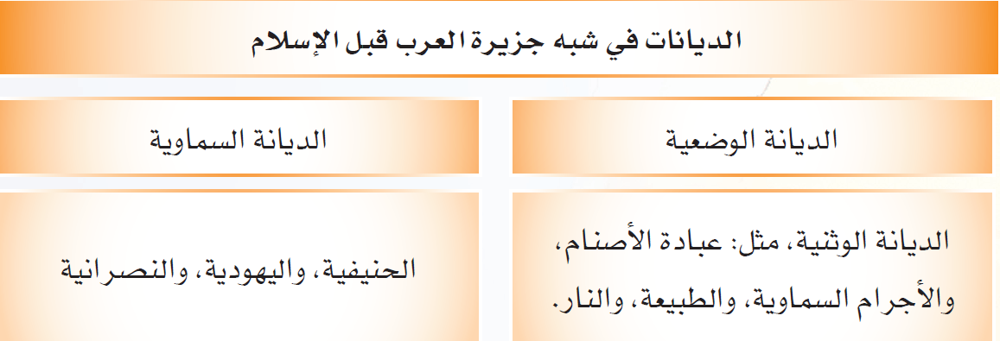 الديانات في شبه جزيرة العرب قبل الإسلام
الديانة الوضعية
الديانة السماوية
الديانة الوثنية، مثل: عبادة الأصنام،
والأجرام السماوية، والطبيعة، والنار.
الحنيفية، واليهودية، والنصرانية